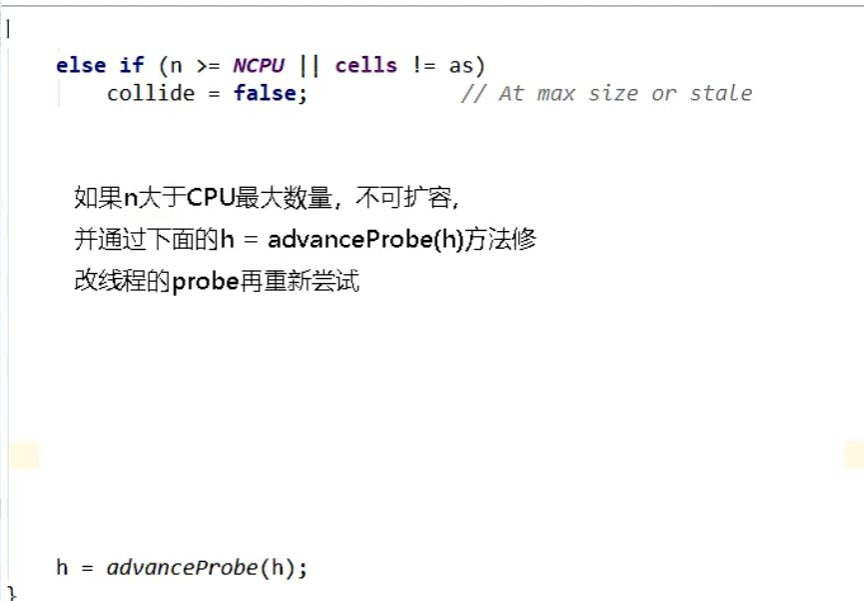 else if (n >= NCPU || cells != as)
collide = false; // At max size or stale
如果n大于CPU最大数量，不可扩容,
并通过下面的h = advanceProbe(h)方法修
改线程的probe再重新尝试
h = advanceProbe(h);
}